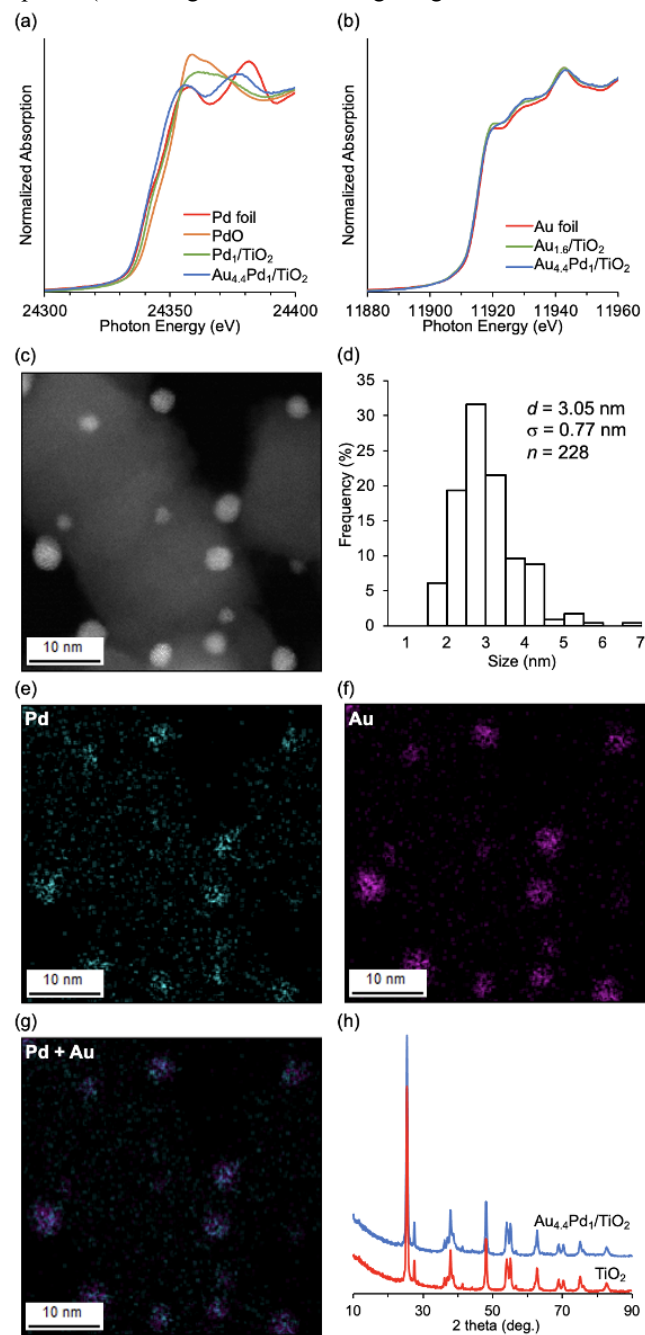 (a)
Normalized Absorption
Pd foil
PdO
Pd₁/TiO₂
Au₄.₄Pd₁/TiO₂
24300 24360 24400
Photon Energy (eV)
(b)
Normalized Absorption
Au foil
Au₁.₆/TiO₂
Au₄.₄Pd₁/TiO₂
11880 11900 11920 11940 11960
Photon Energy (eV)
(c)
10 nm
(d)
Frequency (%)
35
30
25
20
15
10
5
0
d = 3.05 nm
σ = 0.77 nm
n = 228
1 2 3 4 5 6 7
Size (nm)
(e)
Pd
10 nm
(f)
Au
10 nm
(g)
Pd + Au
10 nm
(h)
Au₄.₄Pd₁/TiO₂
TiO₂
10 30 50 70 90
2 theta (deg.)